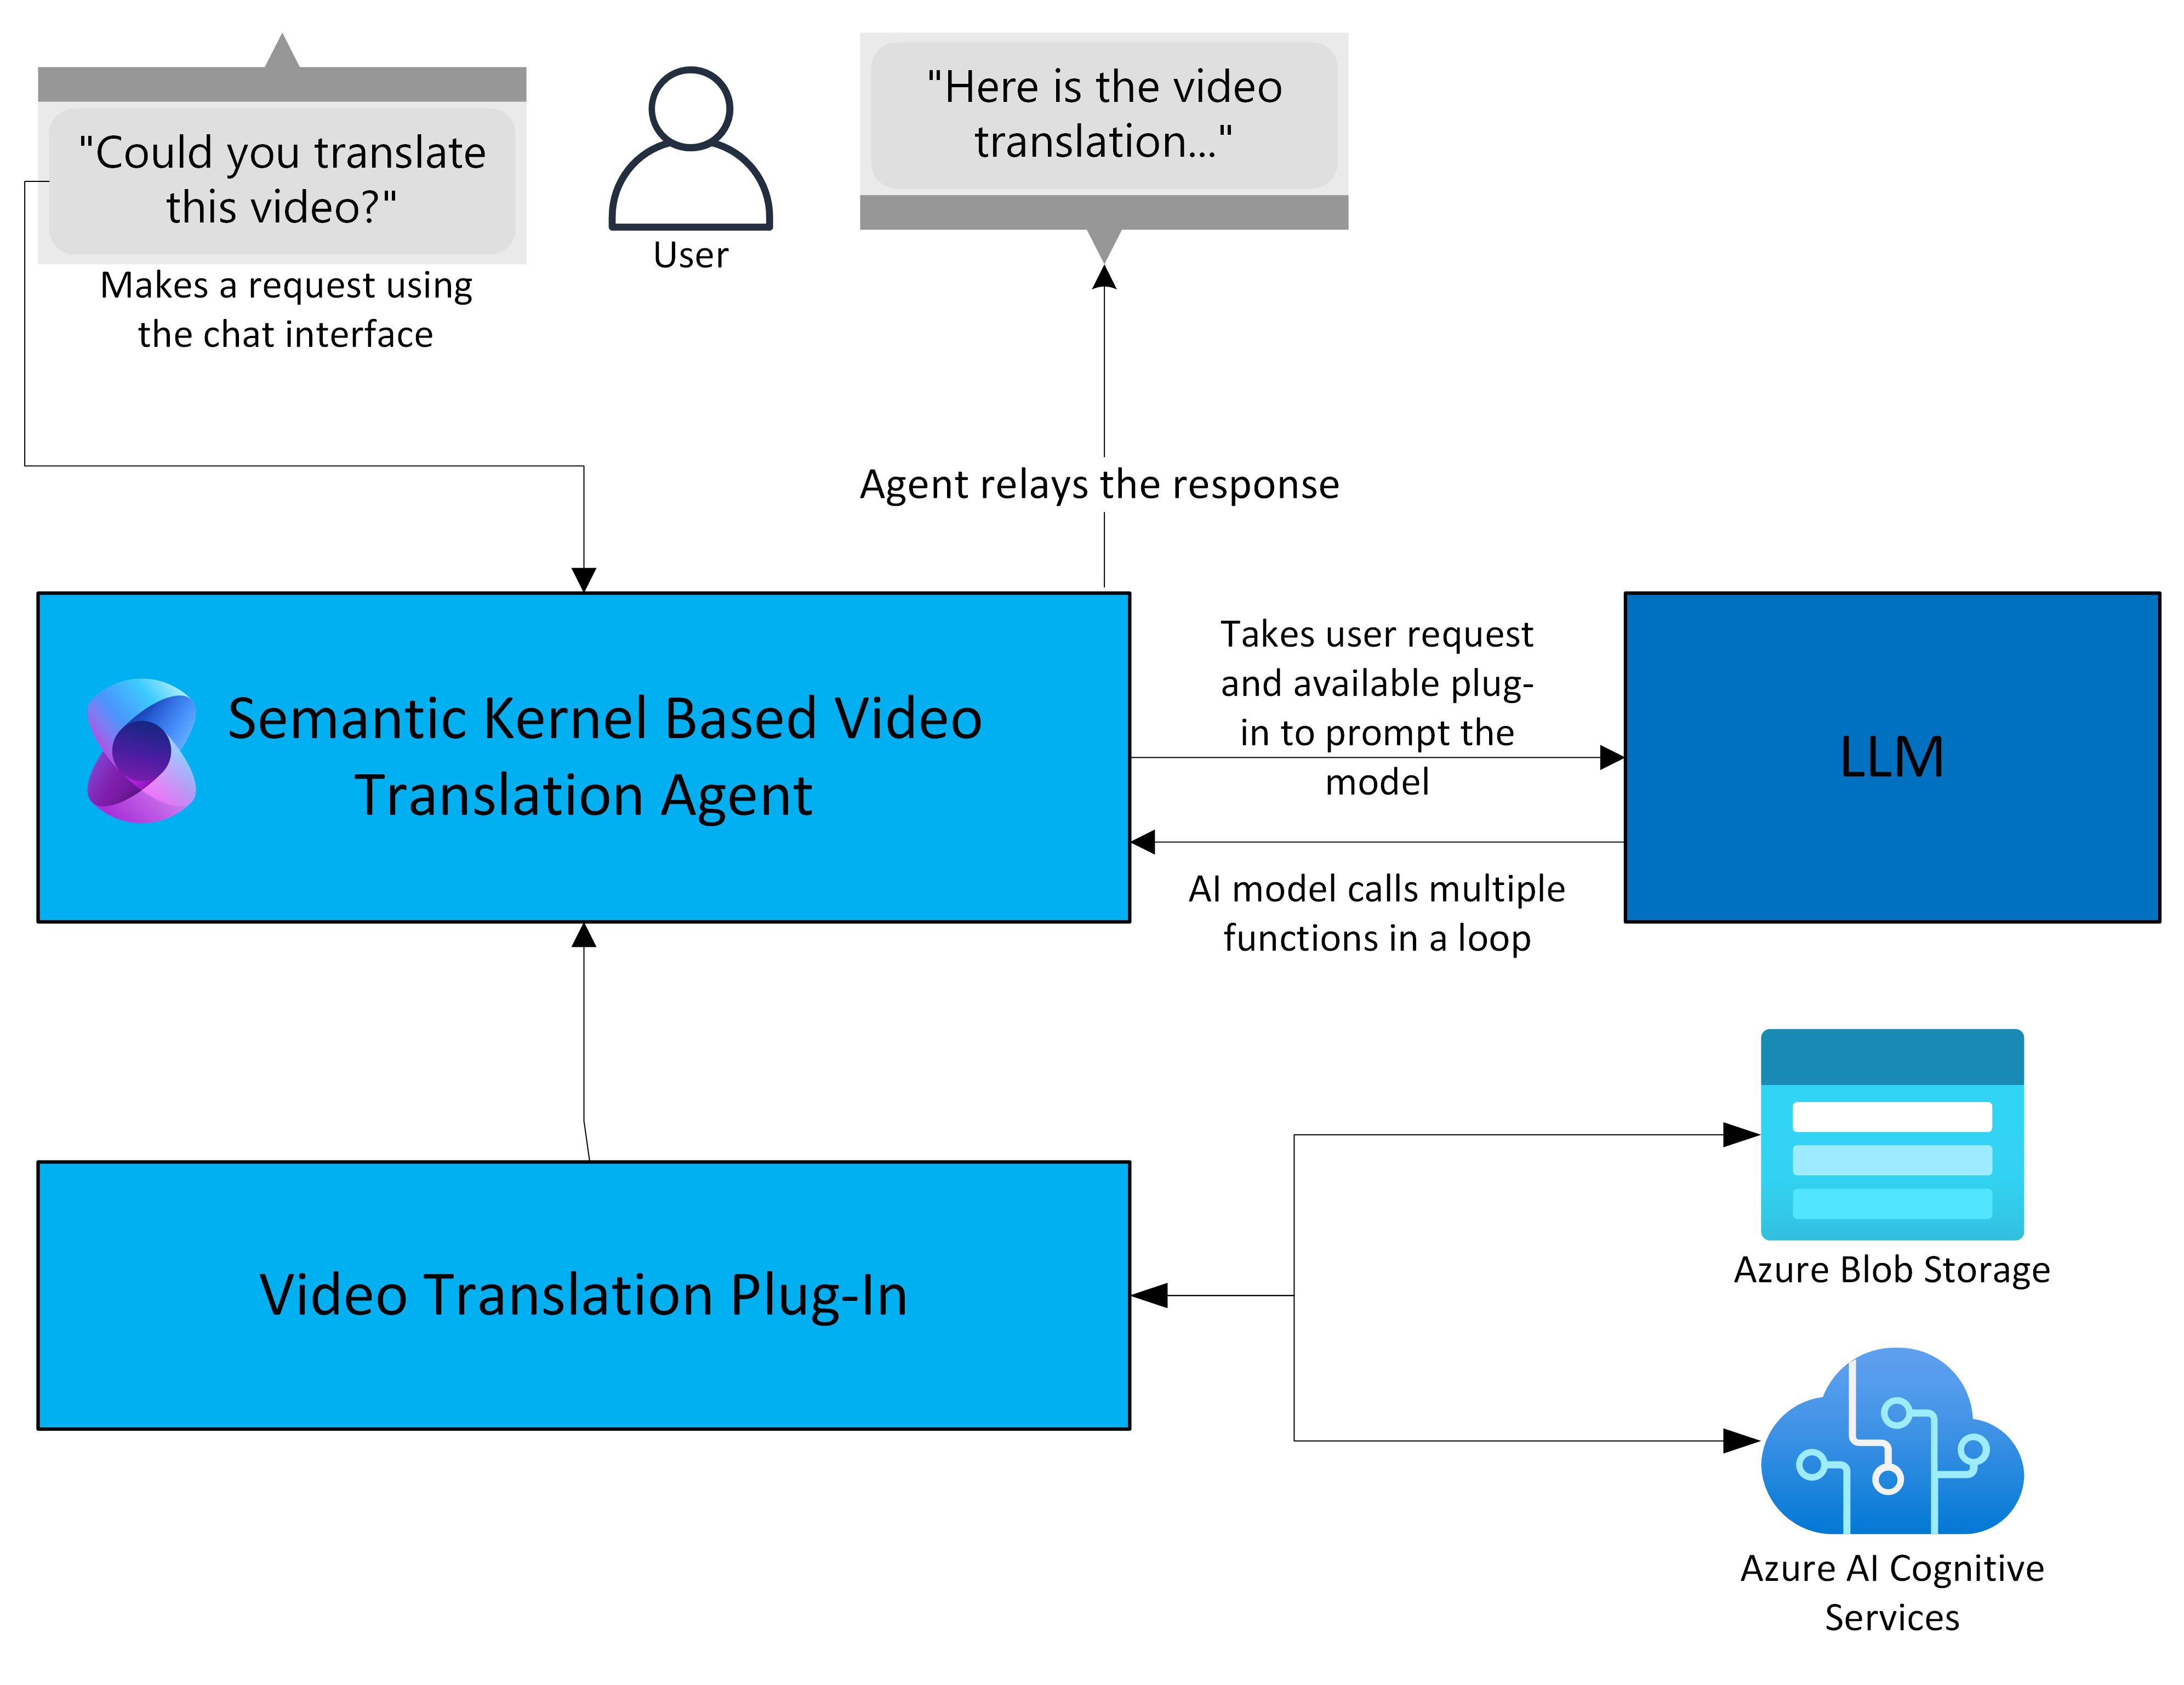 "Could you translate
this video?"
Makes a request using
the chat interface
User
"Here is the video
translation..."
Agent relays the response
Semantic Kernel Based Video
Translation Agent
Takes user request
and available plug-
in to prompt the
model
LLM
AI model calls multiple
functions in a loop
Video Translation Plug-In
Azure Blob Storage
Azure AI Cognitive
Services